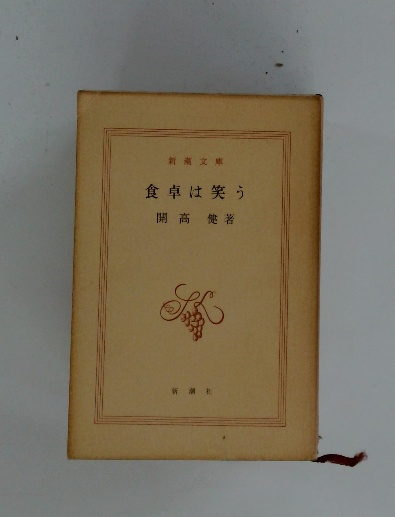 新潮文庫
食卓は笑う
開高 健著
新潮社